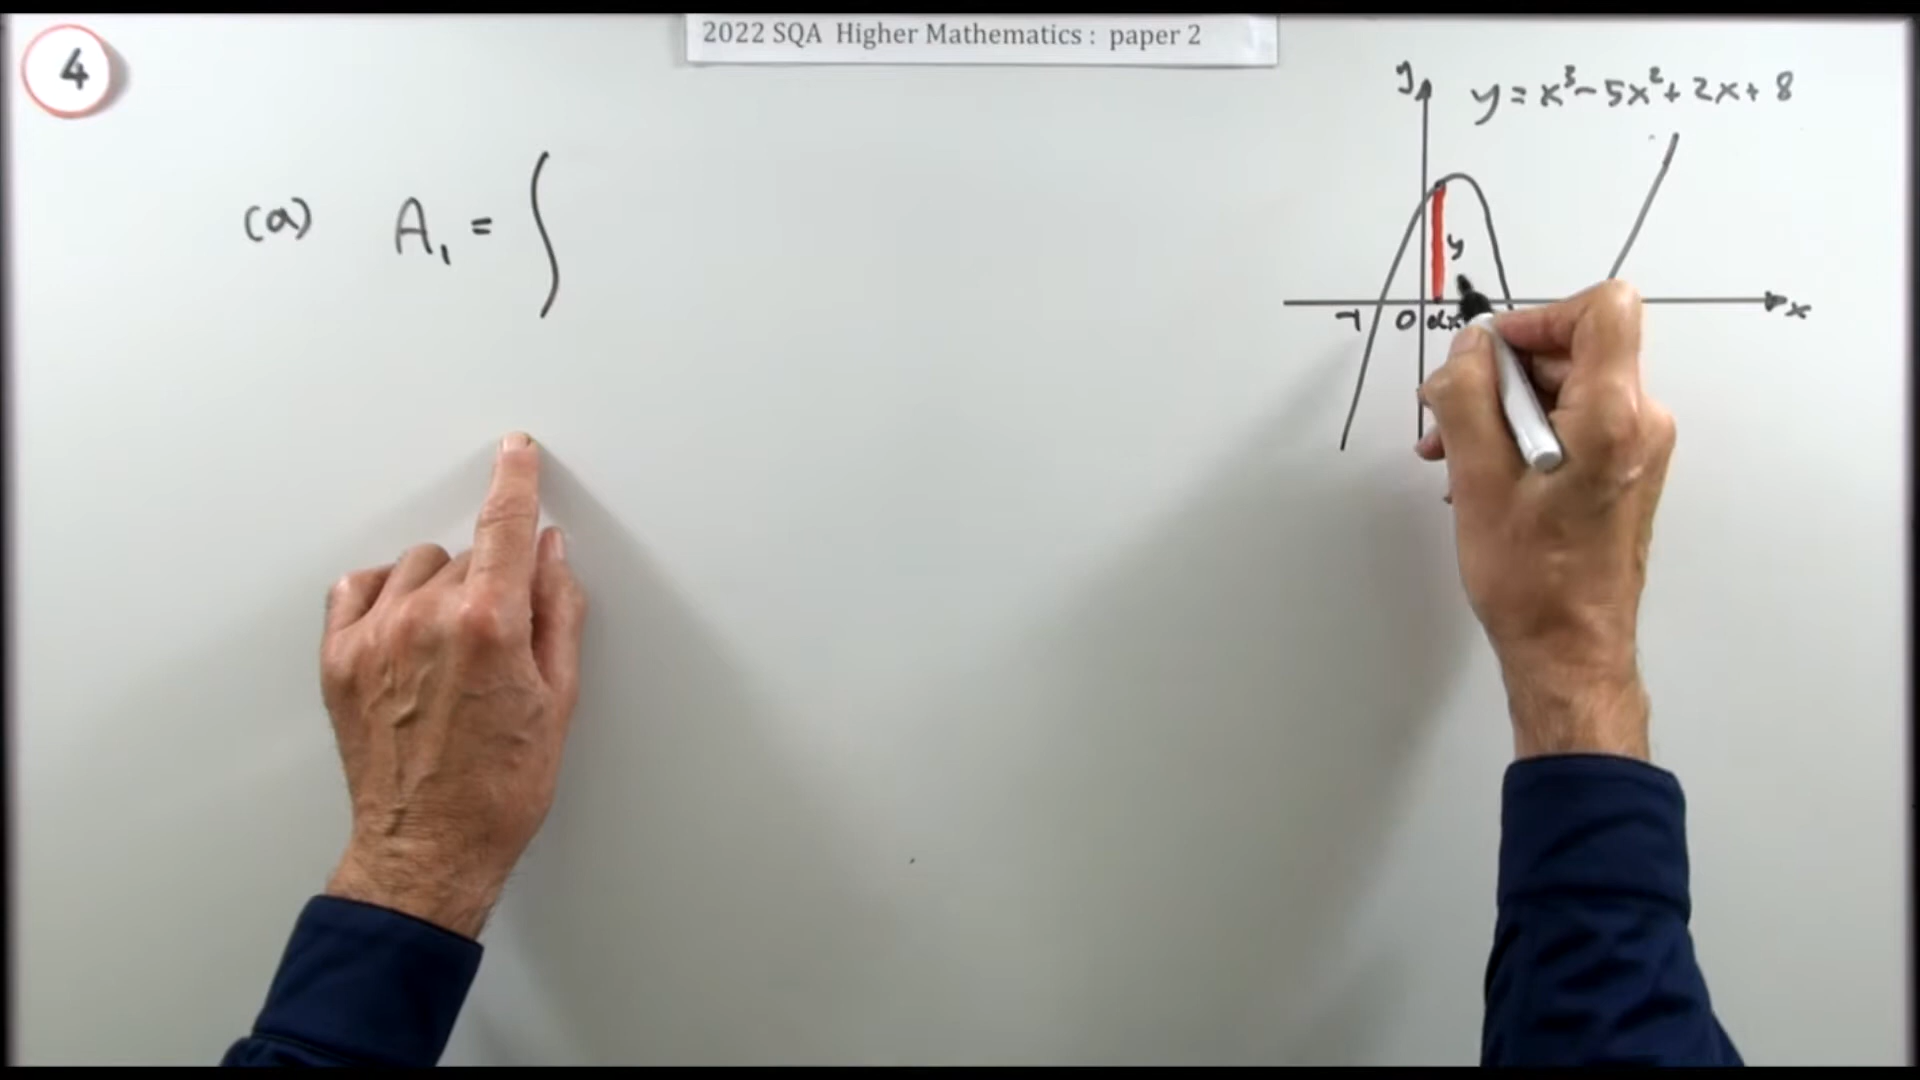 4
2022 SQA Higher Mathematics : paper 2
y = x³ - 5x² + 2x + 8
y
(a) A₁ = ∫
y
-1 0 dx x